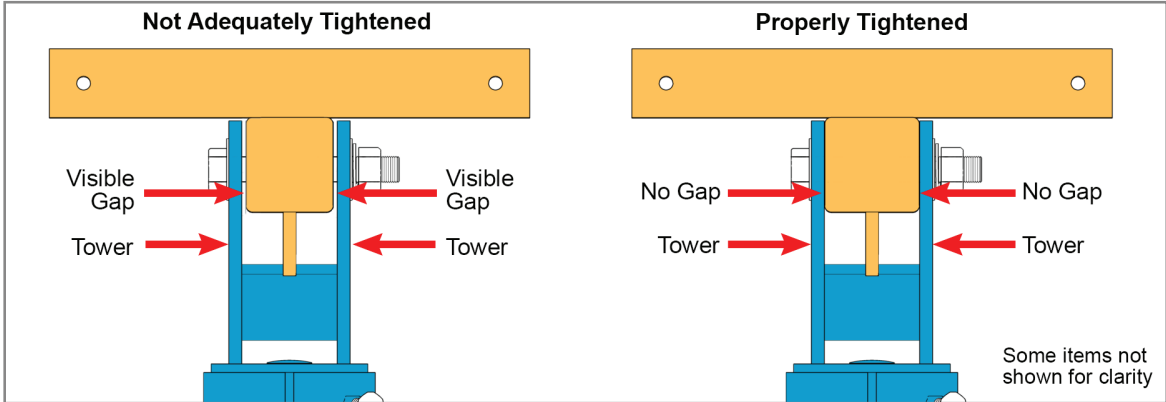 Not Adequately Tightened
Visible
Gap
Visible
Gap
Tower
Tower
Properly Tightened
No Gap
No Gap
Tower
Tower
Some items not
shown for clarity